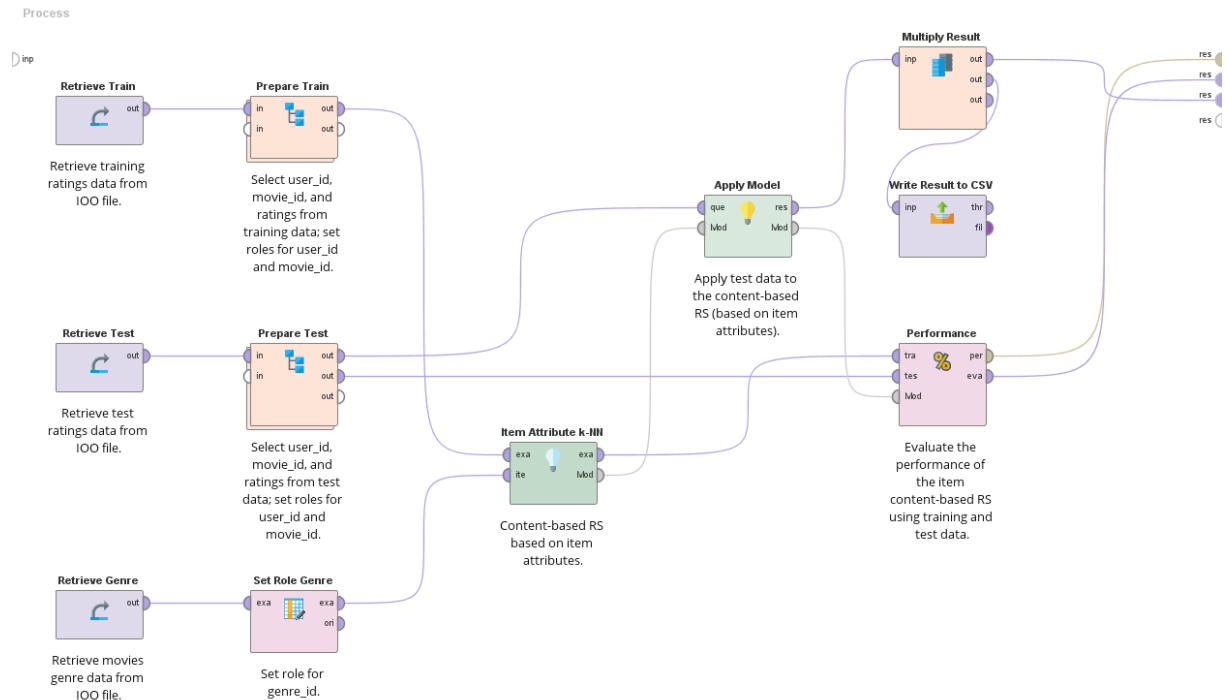 Process
inp
res
res
res
res
Retrieve Train
out
Retrieve training
ratings data from
IOO file.
Prepare Train
in
in
out
out
Select user_id,
movie_id, and
ratings from
training data; set
roles for user_id
and movie_id.
Multiply Result
inp
out
out
out
Apply Model
que
Mod
res
Mod
Apply test data to
the content-based
RS (based on item
attributes).
Write Result to CSV
inp
thr
fil
Retrieve Test
out
Retrieve test
ratings data from
IOO file.
Prepare Test
in
in
out
out
out
Select user_id,
movie_id, and
ratings from test
data; set roles for
user_id and
movie_id.
Performance
tra
tes
Mod
per
eva
Evaluate the
performance of
the item
content-based RS
using training and
test data.
Item Attribute k-NN
exa
ite
exa
Mod
Content-based RS
based on item
attributes.
Retrieve Genre
out
Retrieve movies
genre data from
IOO file.
Set Role Genre
exa
exa
ori
Set role for
genre_id.